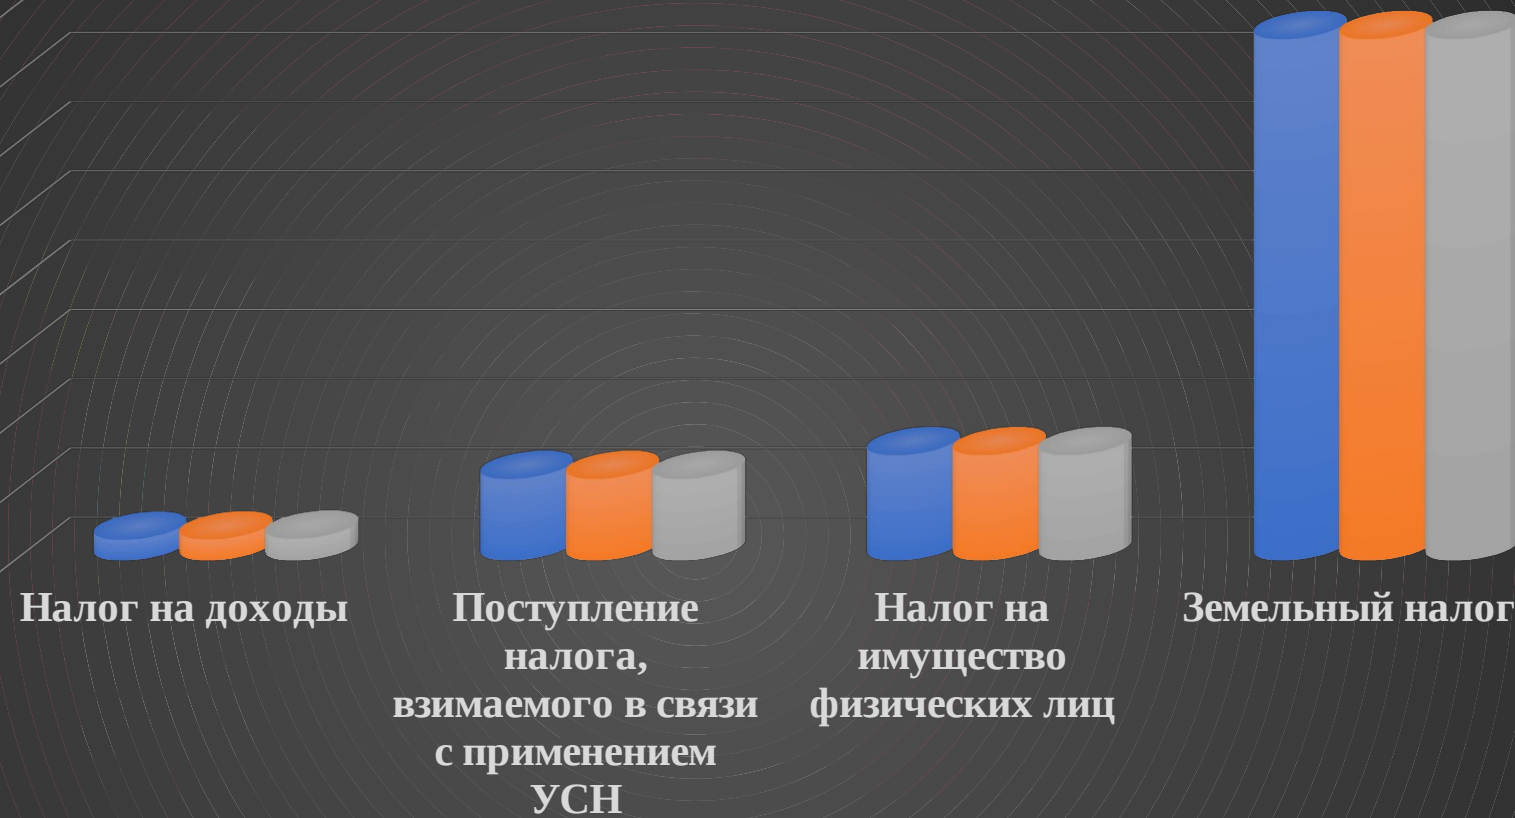 Налог на доходы
Поступление
налога,
взимаемого в связи
с применением
УСН
Налог на
имущество
физических лиц
Земельный налог